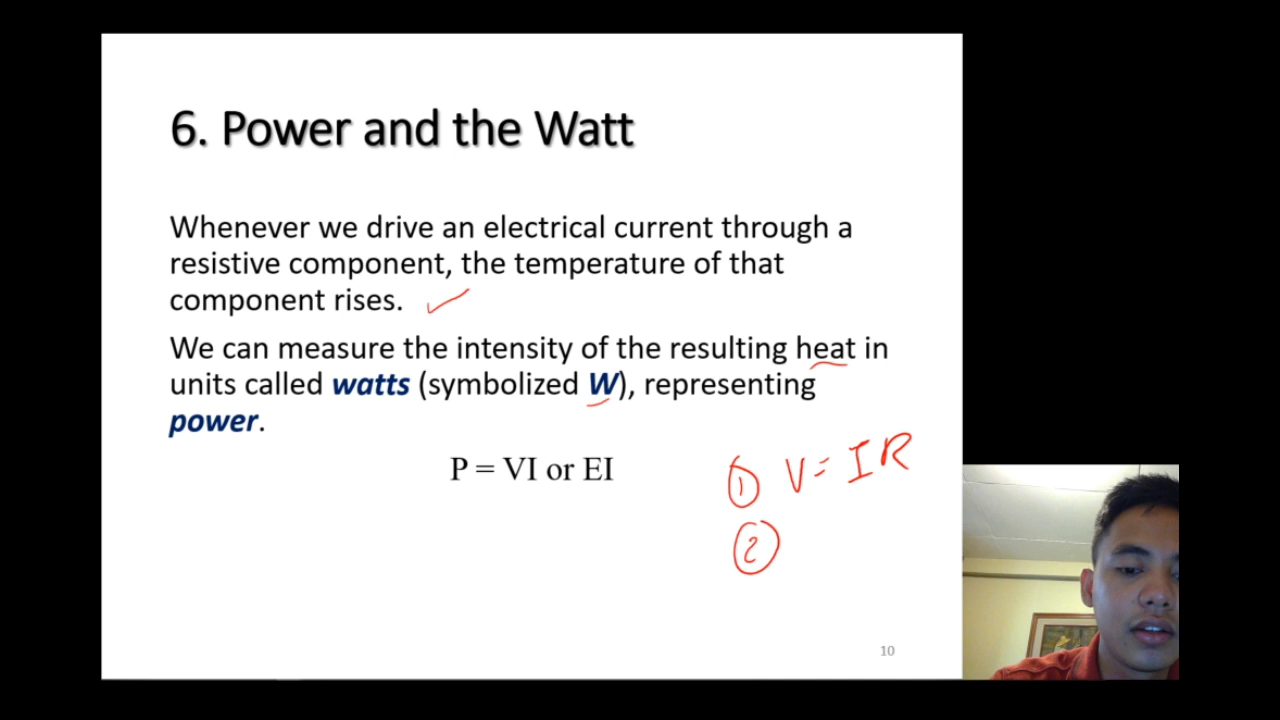 6. Power and the Watt
Whenever we drive an electrical current through a
resistive component, the temperature of that
component rises.
We can measure the intensity of the resulting heat in
units called watts (symbolized W), representing
power.
P = VI or EI
① V = IR
②
10